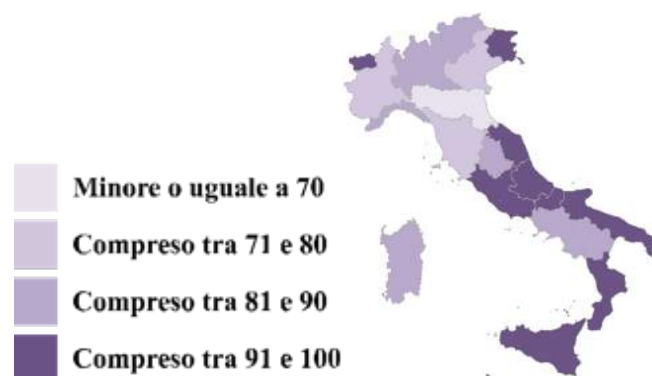 Minore o uguale a 70
Compreso tra 71 e 80
Compreso tra 81 e 90
Compreso tra 91 e 100